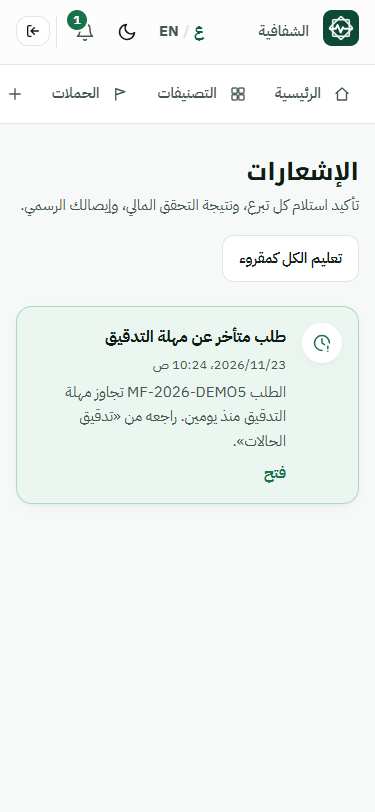 الشفافية
ع / EN
1
الرئيسية
التصنيفات
الحملات
الإشعارات
تأكيد استلام كل تبرع، ونتيجة التحقق المالي، وإيصالك الرسمي.
تعليم الكل كمقروء
طلب متأخر عن مهلة التدقيق
2026/11/23، 10:24 ص
الطلب MF-2026-DEMO5 تجاوز مهلة
التدقيق منذ يومين. راجعه من «تدقيق
الحالات».
فتح